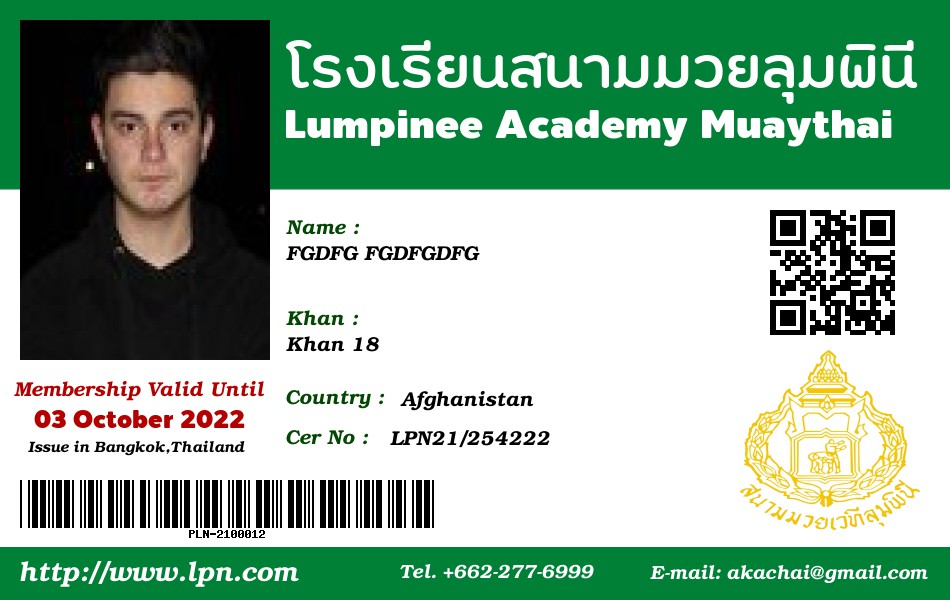 โรงเรียนสนามมวยลุมพินี
Lumpinee Academy Muaythai
Name :
FGDFG FGDFGDFG
Khan :
Khan 18
Country : Afghanistan
Cer No : LPN21/254222
Membership Valid Until
03 October 2022
Issue in Bangkok,Thailand
PLN-2100012
สนามมวยเวทีลุมพินี
http://www.lpn.com Tel. +662-277-6999 E-mail: akachai@gmail.com